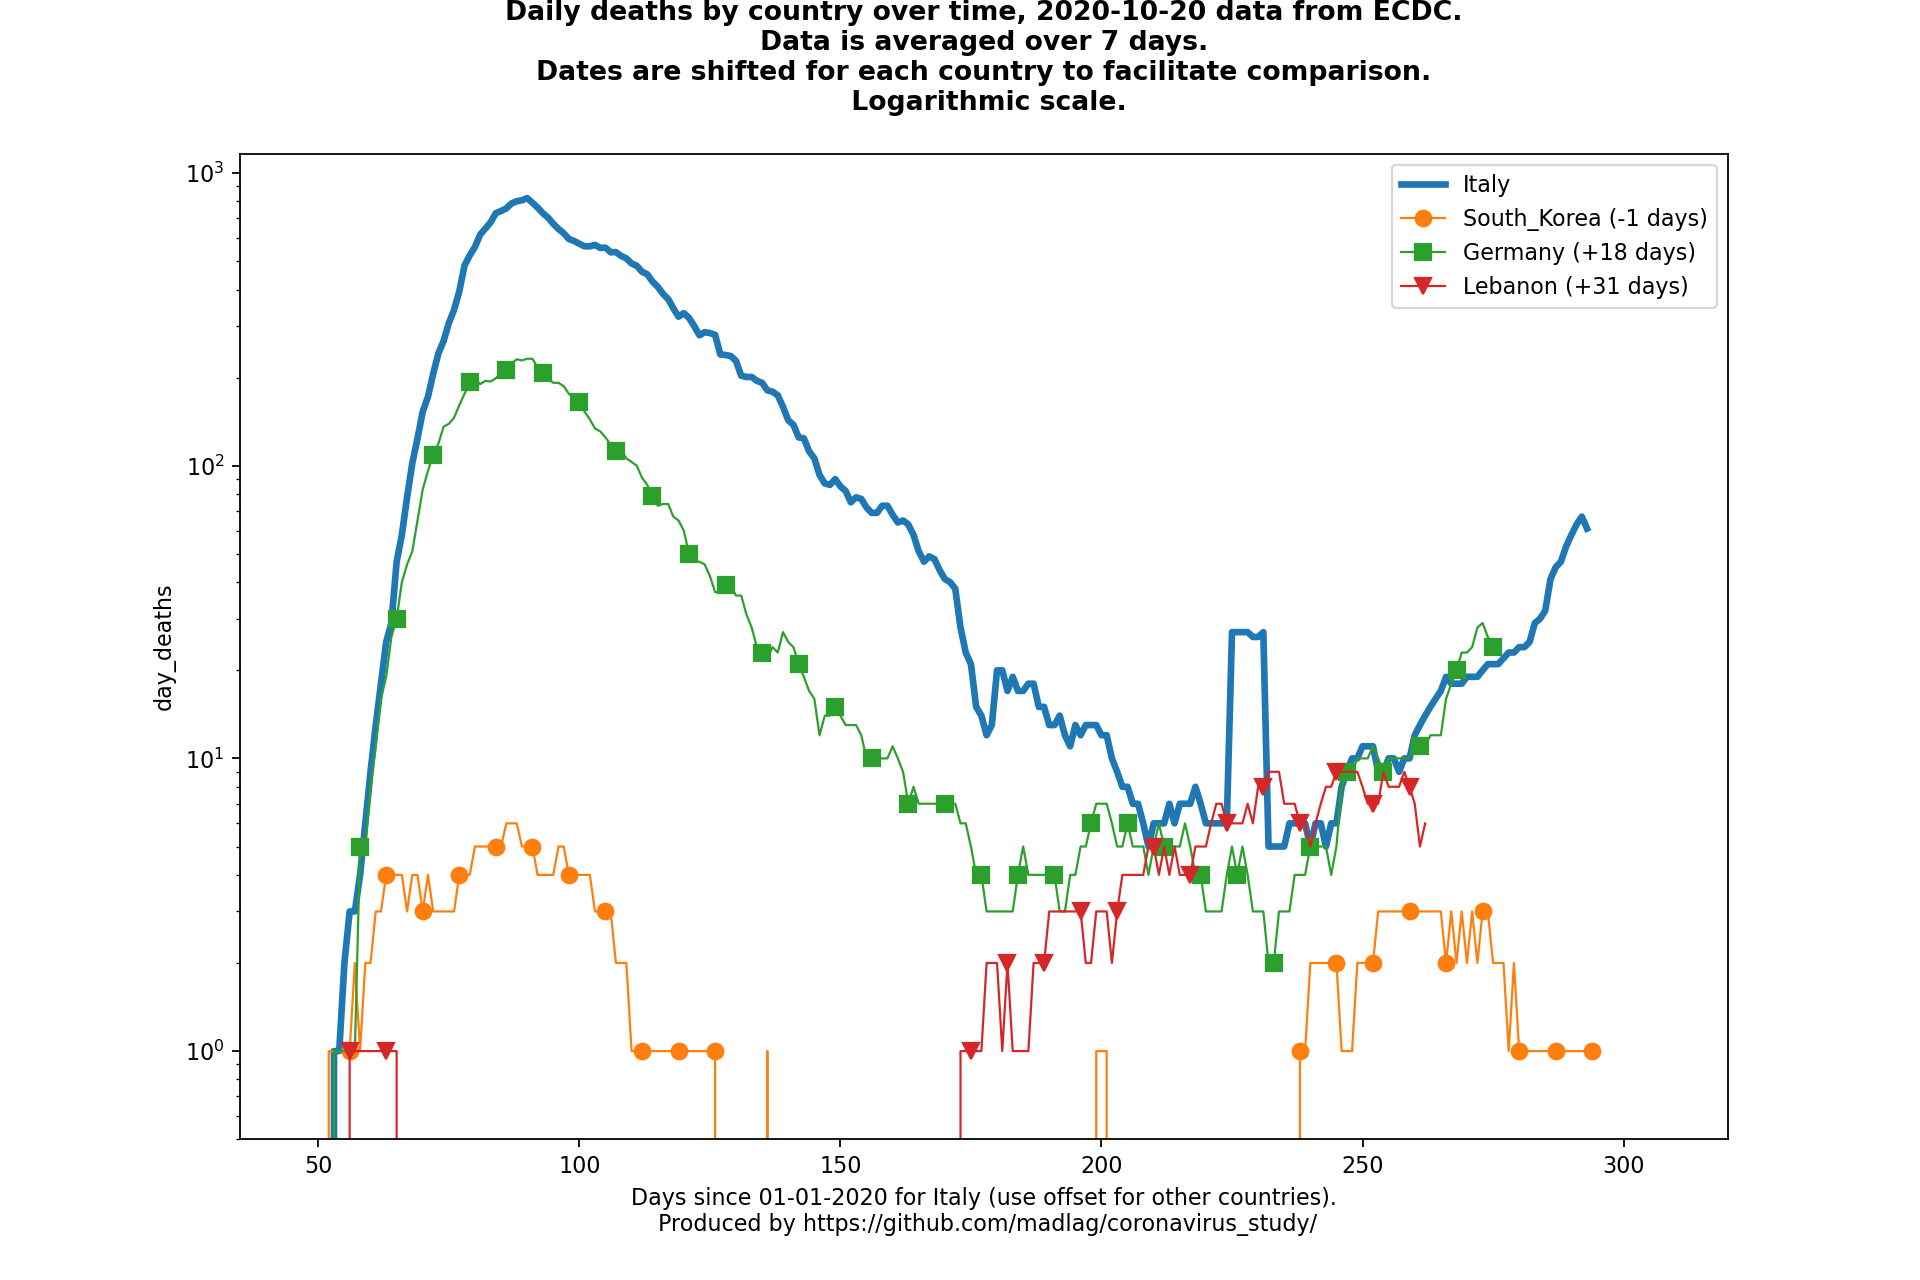 Daily deaths by country over time, 2020-10-20 data from ECDC.
Data is averaged over 7 days.
Dates are shifted for each country to facilitate comparison.
Logarithmic scale.
10³
10²
10¹
10⁰
day_deaths
Italy
South_Korea (-1 days)
Germany (+18 days)
Lebanon (+31 days)
50 100 150 200 250 300
Days since 01-01-2020 for Italy (use offset for other countries).
Produced by https://github.com/madlag/coronavirus_study/